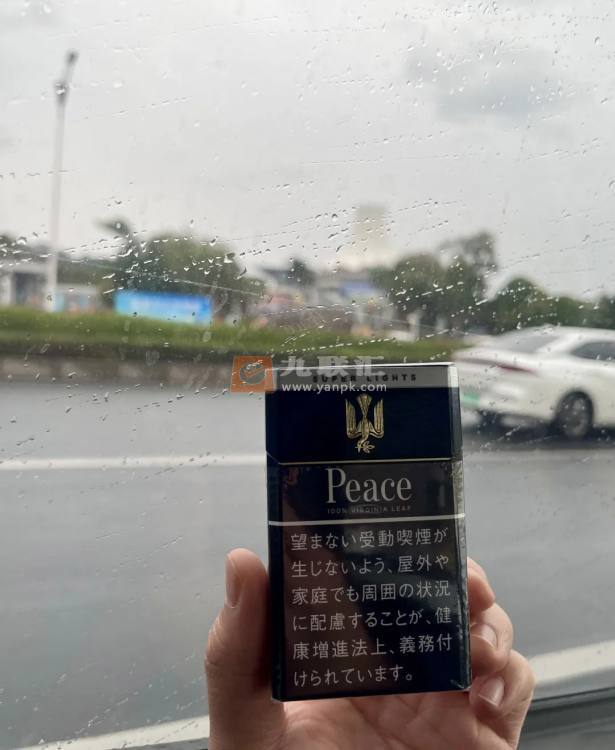 SUPER LIGHTS
九联汇
www.yanpk.com
Peace
100% VIRGINIA LEAF
望まない受動喫煙が
生じないよう、屋外や
家庭でも周囲の状況
に配慮することが、健
康増進法上、義務付
けられています。